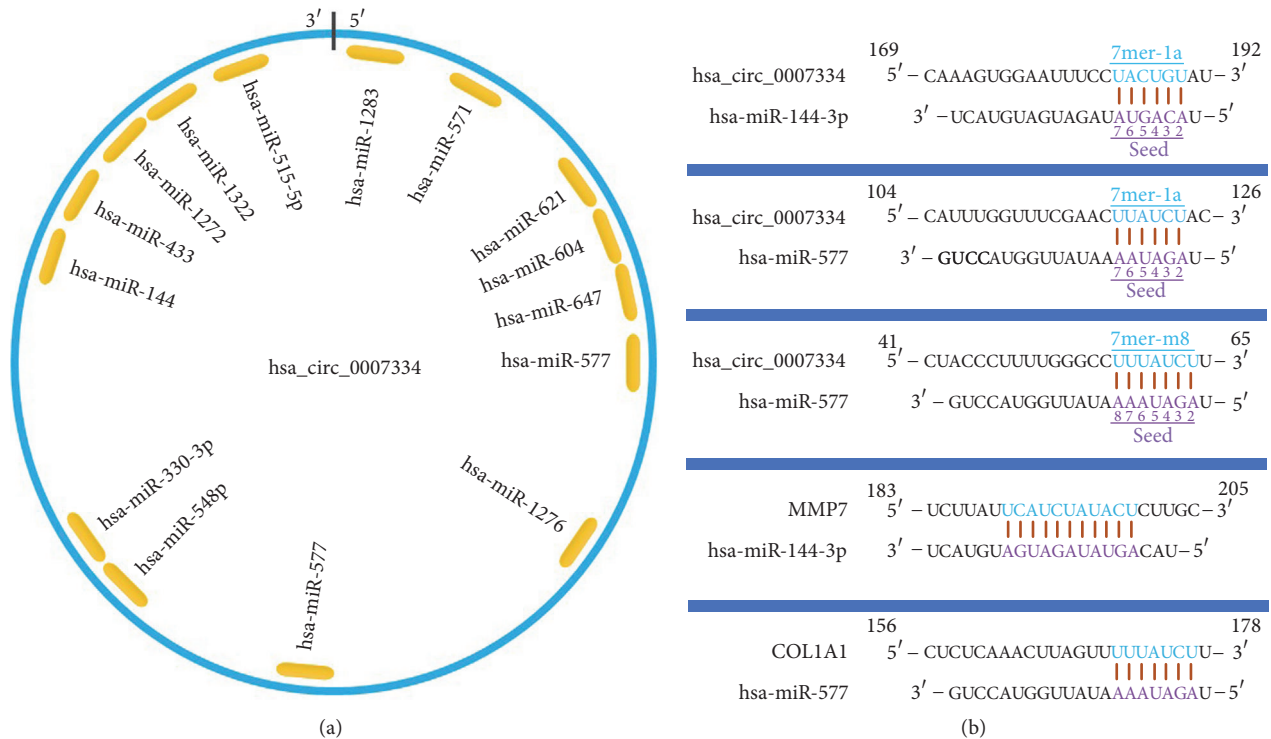 3′ 5′
hsa-miR-1283
hsa-miR-571
hsa-miR-621
hsa-miR-604
hsa-miR-647
hsa-miR-577
hsa-miR-1276
hsa-miR-577
hsa-miR-548p
hsa-miR-330-3p
hsa-miR-144
hsa-miR-433
hsa-miR-1272
hsa-miR-1322
hsa-miR-515-5p
hsa_circ_0007334
(a)
169 7mer-1a 192
hsa_circ_0007334 5′ – CAAAGUGGAAUUUCCUACUGUAU– 3′
hsa-miR-144-3p 3′ – UCAUGUAGUAGAUAUGACAU– 5′
7 6 5 4 3 2
Seed
104 7mer-1a 126
hsa_circ_0007334 5′ – CAUUUGGUUUCGAACUUAUCUAC– 3′
hsa-miR-577 3′ – GUCCAUGGUUAUAAAAUAGAU– 5′
7 6 5 4 3 2
Seed
41 7mer-m8 65
hsa_circ_0007334 5′ – CUACCCUUUUGGGCCUUUAUCUU– 3′
hsa-miR-577 3′ – GUCCAUGGUUAUAAAAUAGAU– 5′
8 7 6 5 4 3 2
Seed
183 205
MMP7 5′ – UCUUAUUCAUCUAUACUCUUGC– 3′
hsa-miR-144-3p 3′ – UCAUGUAGUAGAUAUGACAU– 5′
156 178
COL1A1 5′ – CUCUCAAACUUAGUUUUUAUCUU– 3′
hsa-miR-577 3′ – GUCCAUGGUUAUAAAAUAGAU– 5′
(b)